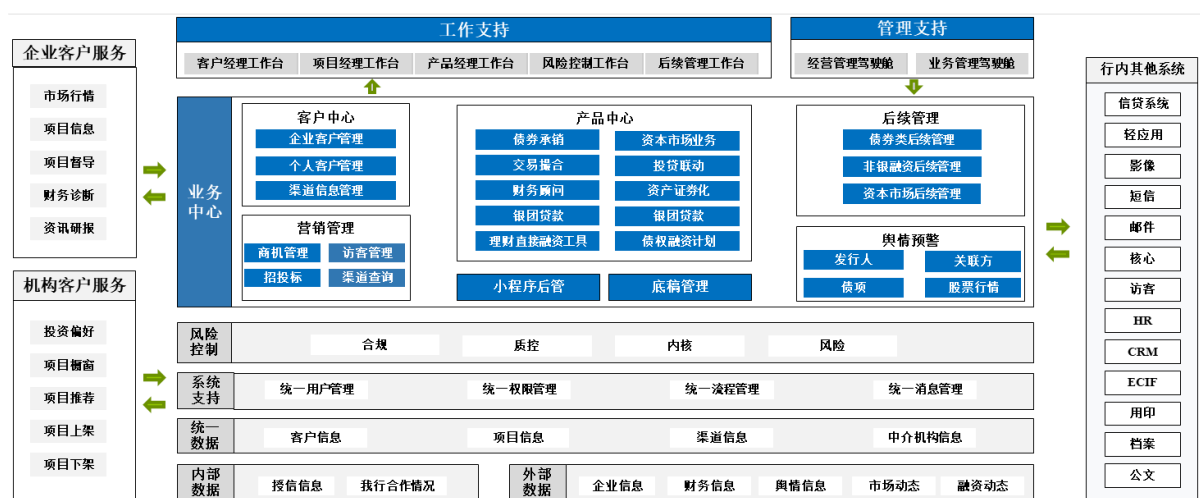 企业客户服务
市场行情
项目信息
项目督导
财务诊断
资讯研报
机构客户服务
投资偏好
项目橱窗
项目推荐
项目上架
项目下架
工作支持
客户经理工作台
项目经理工作台
产品经理工作台
风险控制工作台
后续管理工作台
管理支持
经营管理驾驶舱
业务管理驾驶舱
业务
中心
客户中心
企业客户管理
个人客户管理
渠道信息管理
营销管理
商机管理
访客管理
招投标
渠道查询
产品中心
债券承销
资本市场业务
交易撮合
投贷联动
财务顾问
资产证券化
银团贷款
银团贷款
理财直接融资工具
债权融资计划
小程序后管
底稿管理
后续管理
债券类后续管理
非银融资后续管理
资本市场后续管理
舆情预警
发行人
关联方
债项
股票行情
风险
控制
合规
质控
内核
风险
系统
支持
统一用户管理
统一权限管理
统一流程管理
统一消息管理
统一
数据
客户信息
项目信息
渠道信息
中介机构信息
内部
数据
授信信息
我行合作情况
外部
数据
企业信息
财务信息
舆情信息
市场动态
融资动态
行内其他系统
信贷系统
轻应用
影像
短信
邮件
核心
访客
HR
CRM
ECIF
用印
档案
公文